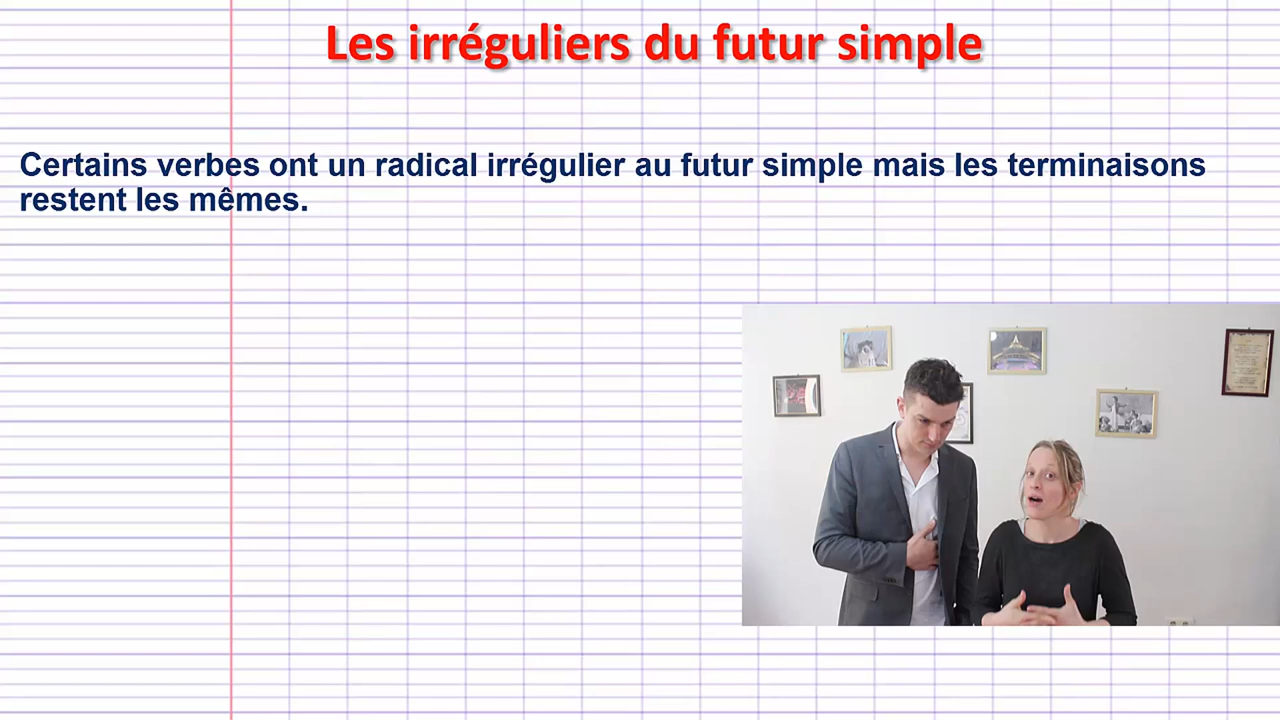 Les irréguliers du futur simple
Certains verbes ont un radical irrégulier au futur simple mais les terminaisons
restent les mêmes.